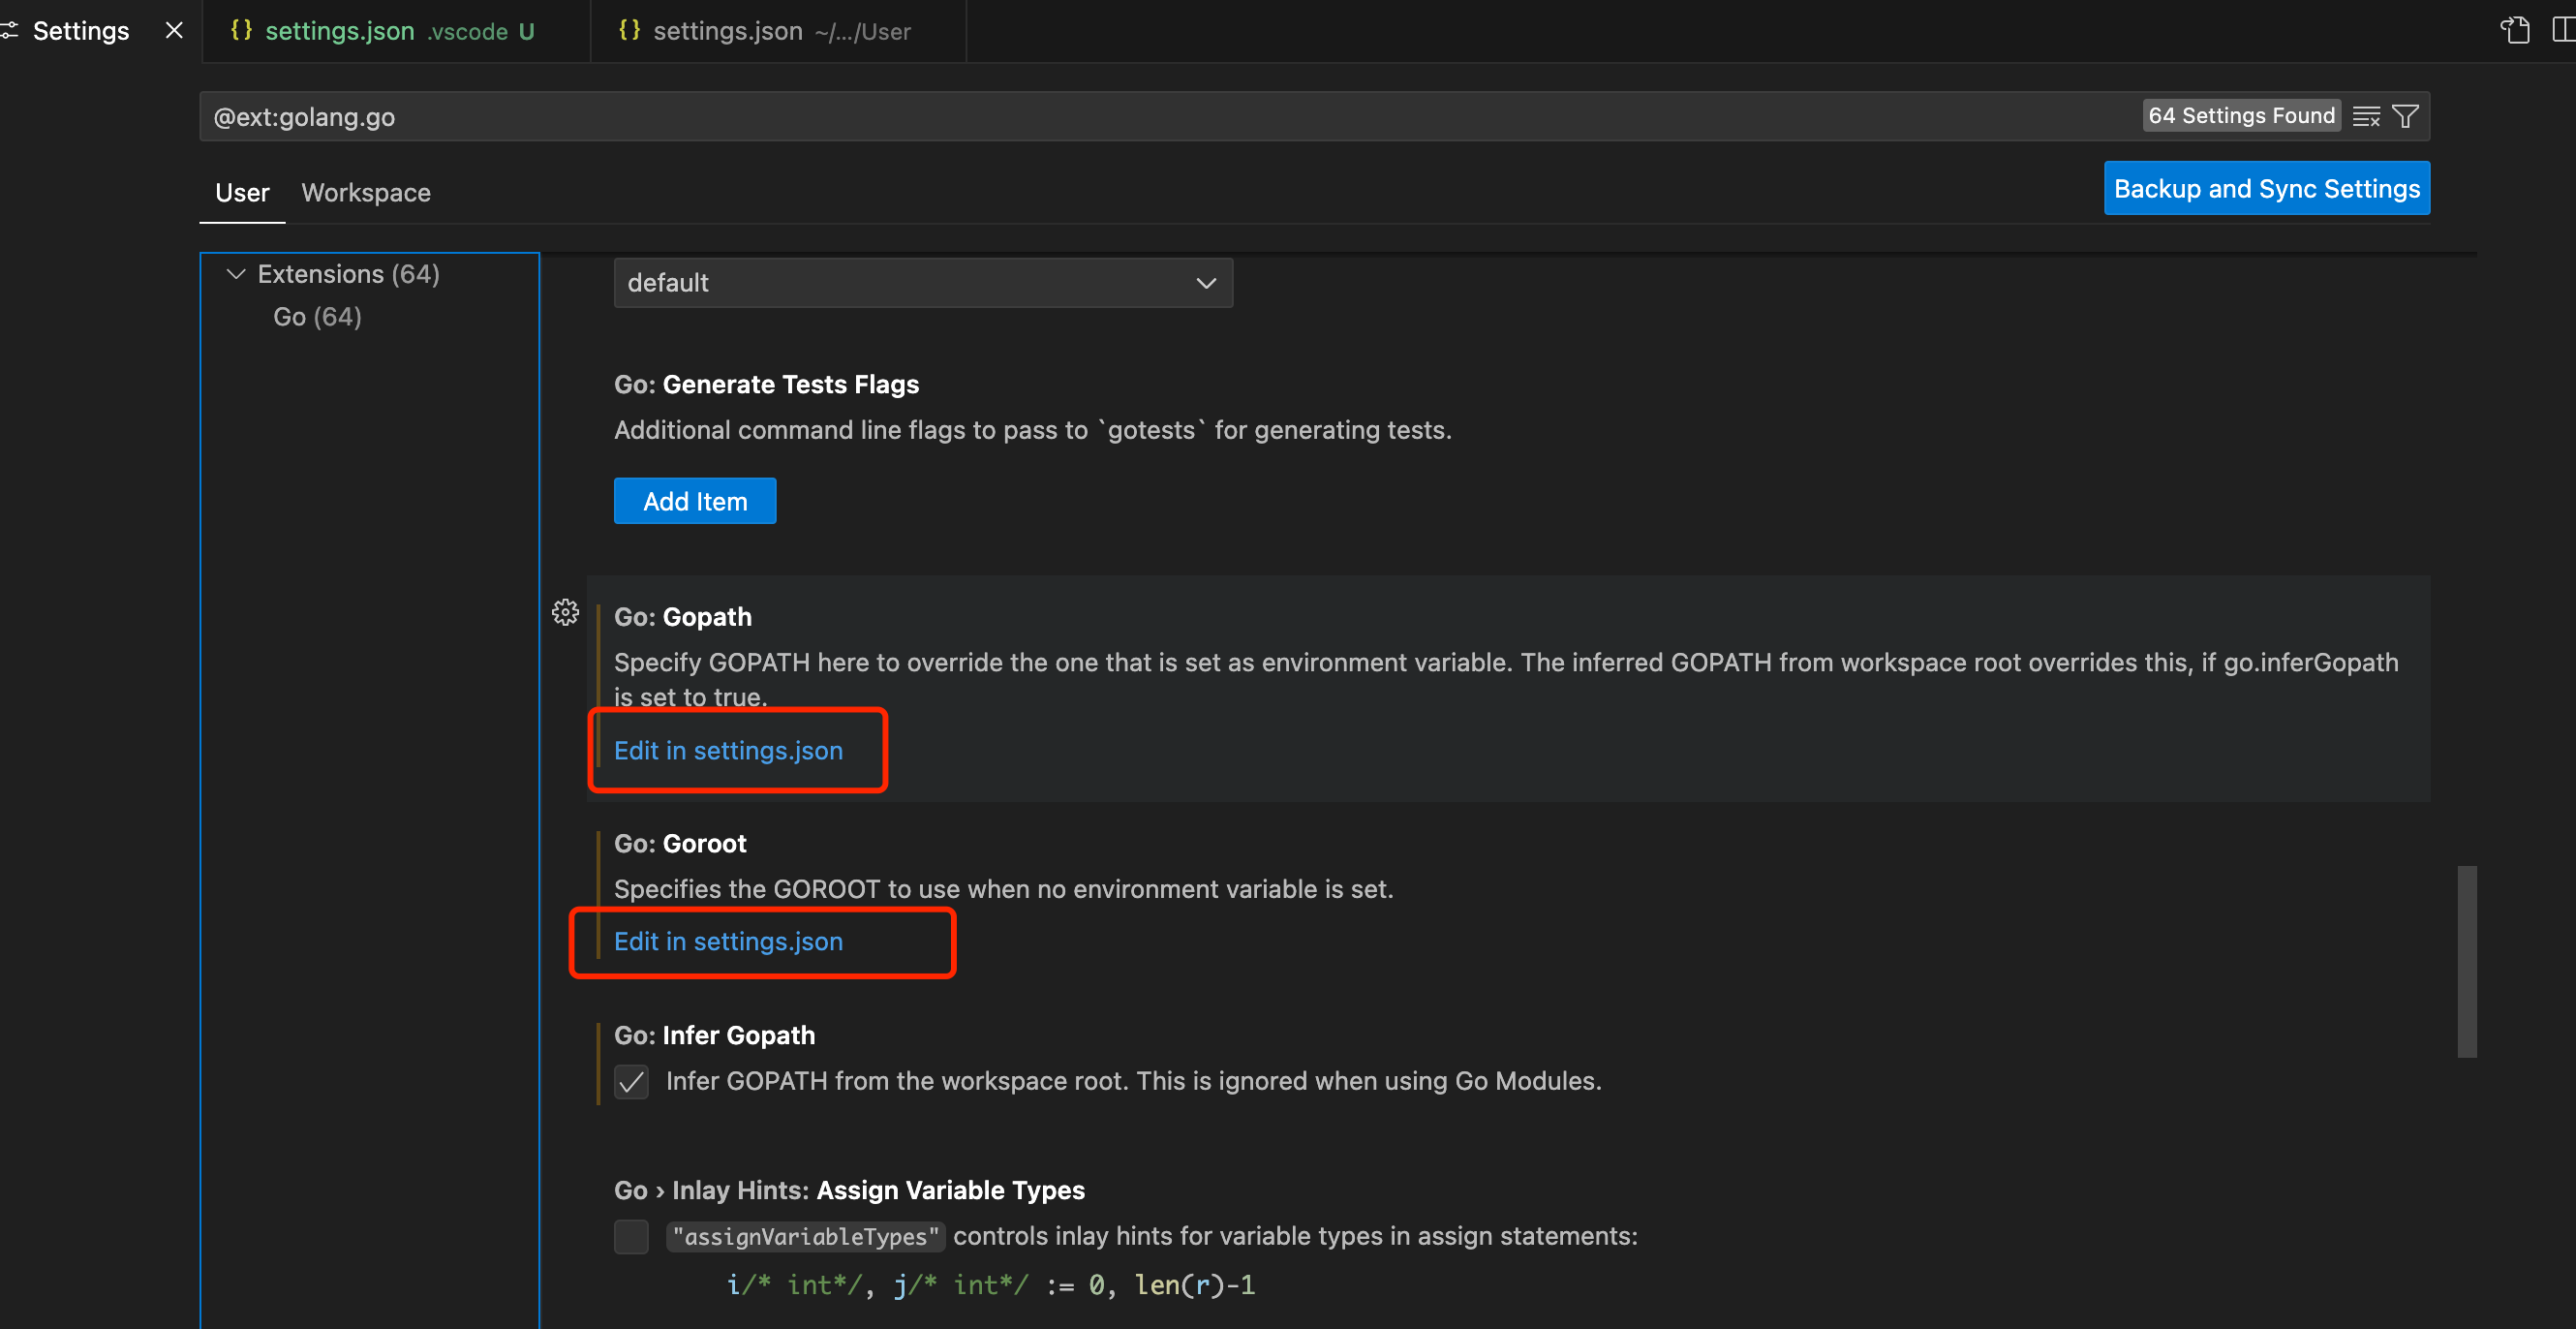 Settings
{} settings.json .vscode U
{} settings.json ~/.../User
@ext:golang.go
64 Settings Found
User
Workspace
Backup and Sync Settings
Extensions (64)
Go (64)
default
Go: Generate Tests Flags
Additional command line flags to pass to `gotests` for generating tests.
Add Item
Go: Gopath
Specify GOPATH here to override the one that is set as environment variable. The inferred GOPATH from workspace root overrides this, if go.inferGopath
is set to true.
Edit in settings.json
Go: Goroot
Specifies the GOROOT to use when no environment variable is set.
Edit in settings.json
Go: Infer Gopath
Infer GOPATH from the workspace root. This is ignored when using Go Modules.
Go › Inlay Hints: Assign Variable Types
"assignVariableTypes" controls inlay hints for variable types in assign statements:
i/* int*/, j/* int*/ := 0, len(r)-1